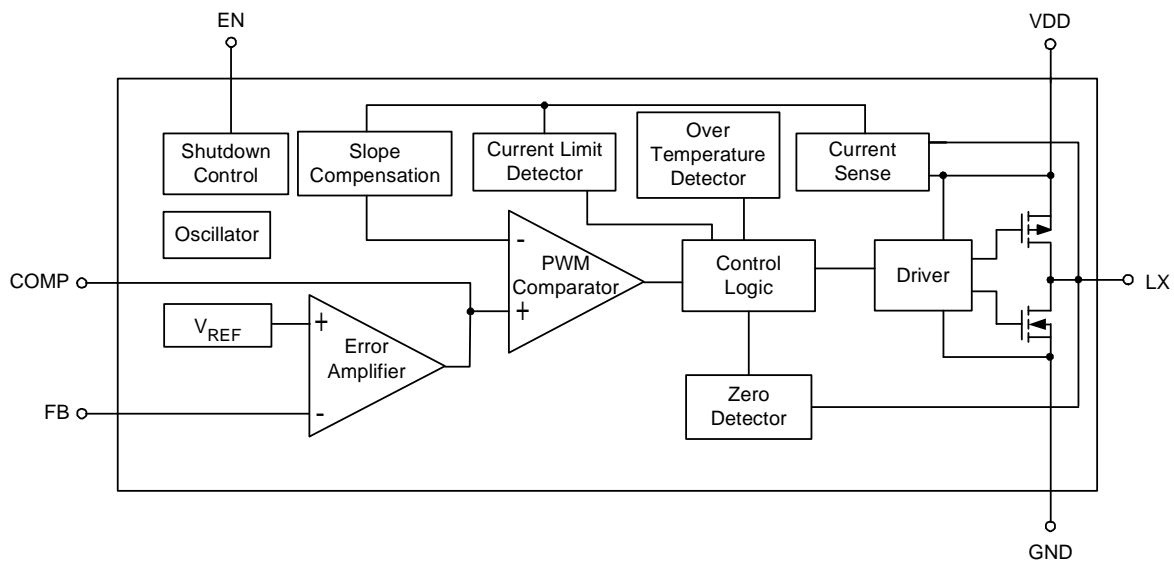 EN
VDD
Shutdown
Control
Slope
Compensation
Current Limit
Detector
Over
Temperature
Detector
Current
Sense
Oscillator
COMP
-
PWM
Comparator
+
Control
Logic
Driver
LX
VREF
+
Error
Amplifier
-
FB
Zero
Detector
GND